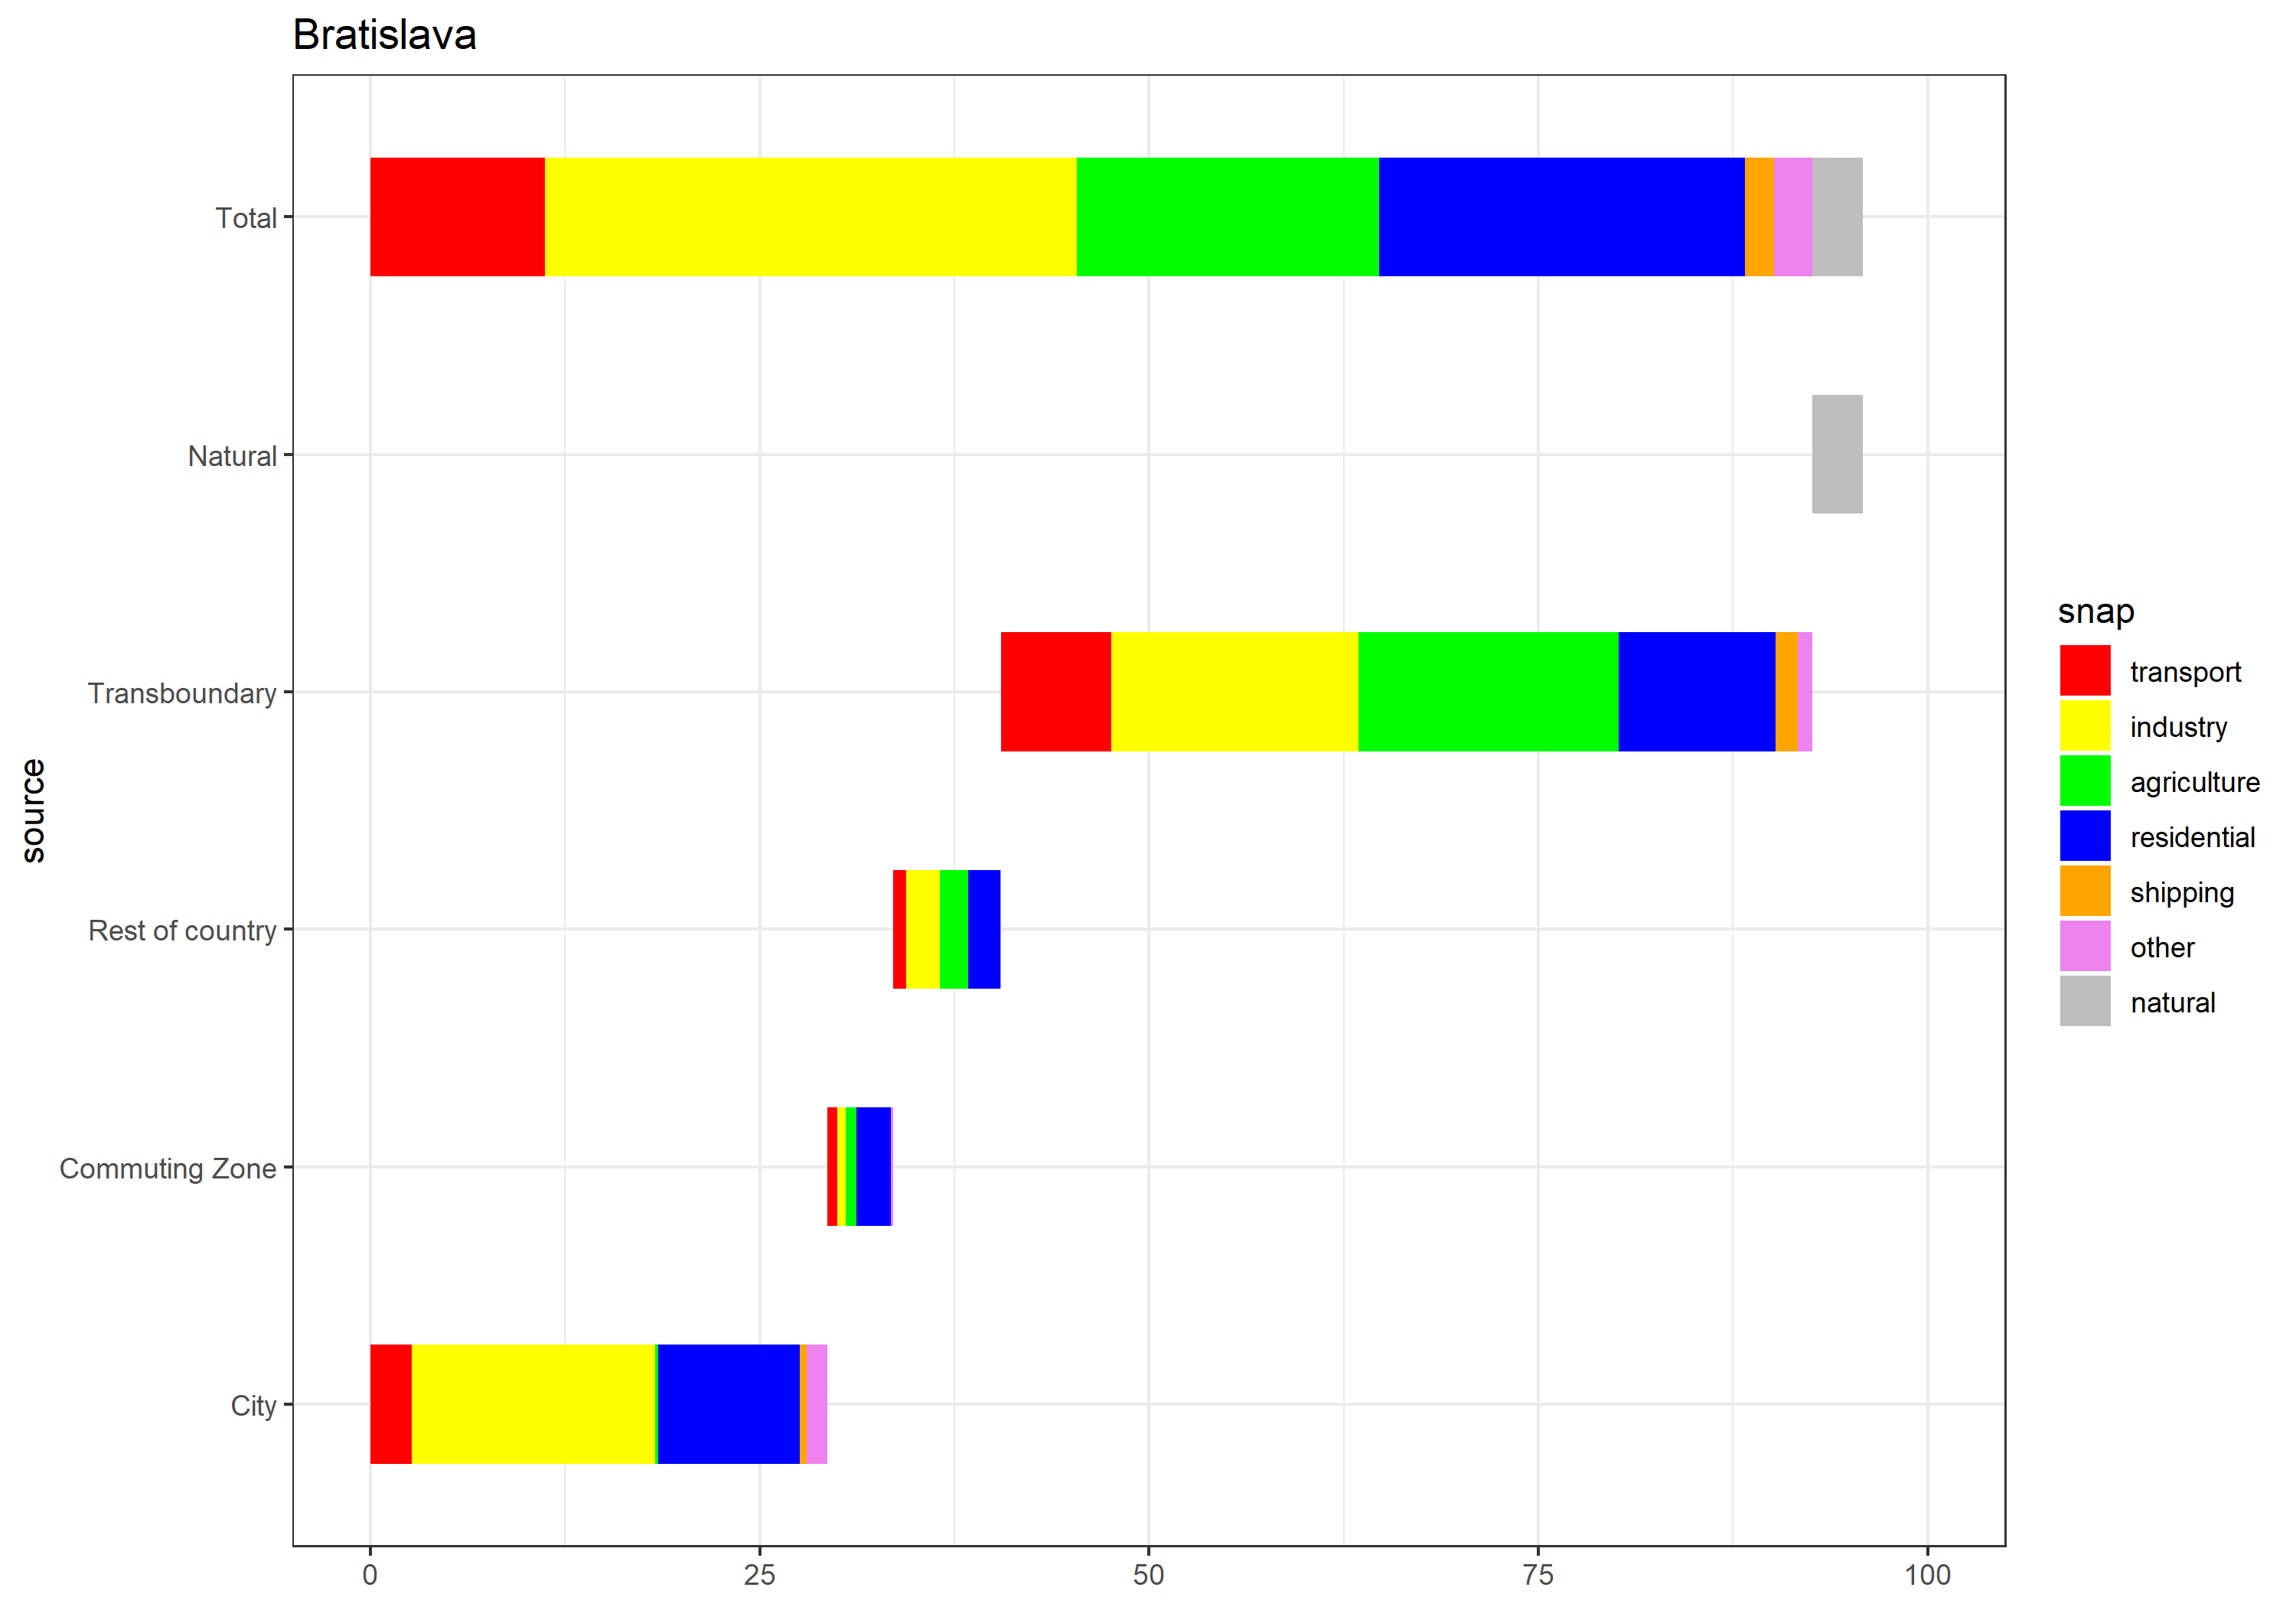 Bratislava
Total
Natural
Transboundary
Rest of country
Commuting Zone
City
source
0 25 50 75 100
snap
transport
industry
agriculture
residential
shipping
other
natural